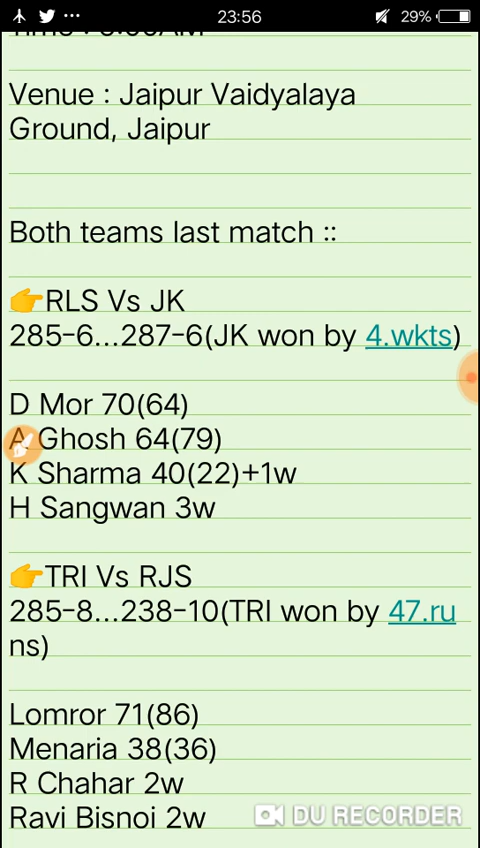 23:56
29%
Time : 9:00AM
Venue : Jaipur Vaidyalaya
Ground, Jaipur
Both teams last match ::
👉RLS Vs JK
285-6...287-6(JK won by 4.wkts)
D Mor 70(64)
A Ghosh 64(79)
K Sharma 40(22)+1w
H Sangwan 3w
👉TRI Vs RJS
285-8...238-10(TRI won by 47.ru
ns)
Lomror 71(86)
Menaria 38(36)
R Chahar 2w
Ravi Bisnoi 2w
DU RECORDER